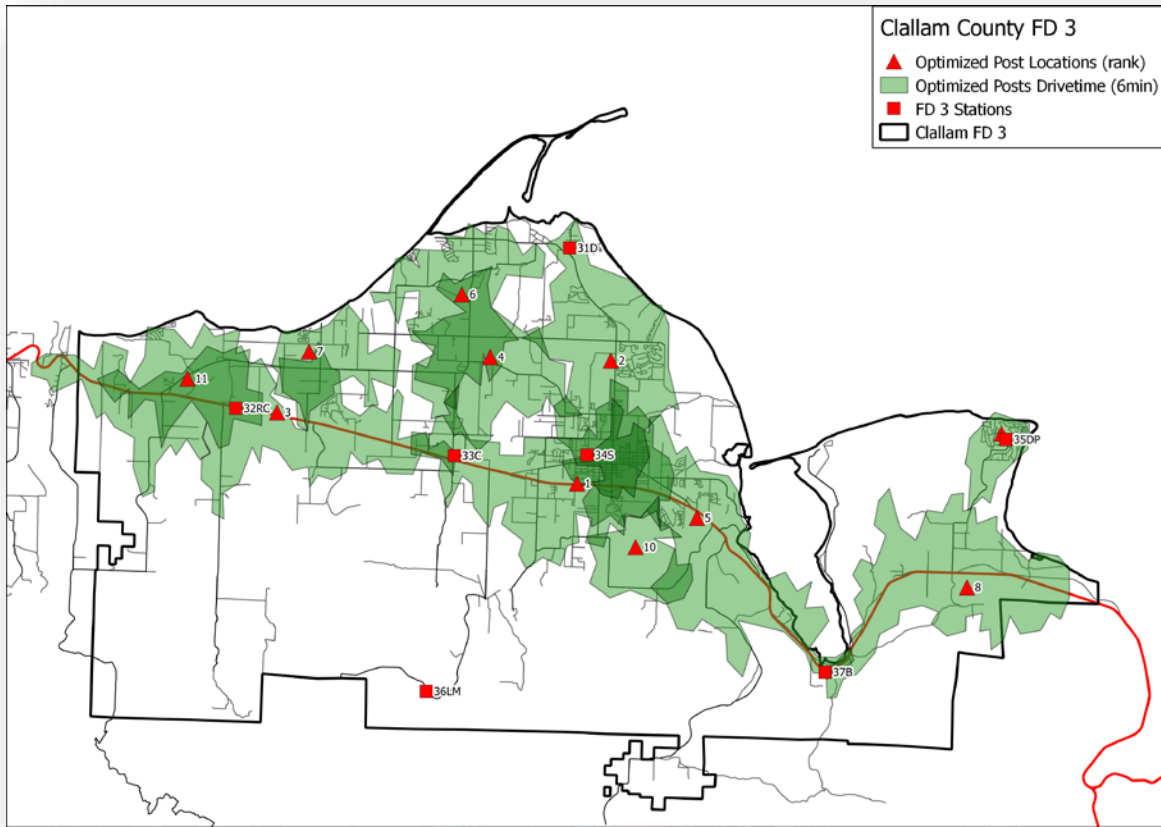 Clallam County FD 3
Optimized Post Locations (rank)
Optimized Posts Drivetime (6min)
FD 3 Stations
Clallam FD 3
31D
6
7
4
2
11
32RC
3
33C
34S
35DP
1
5
10
8
37B
36LM